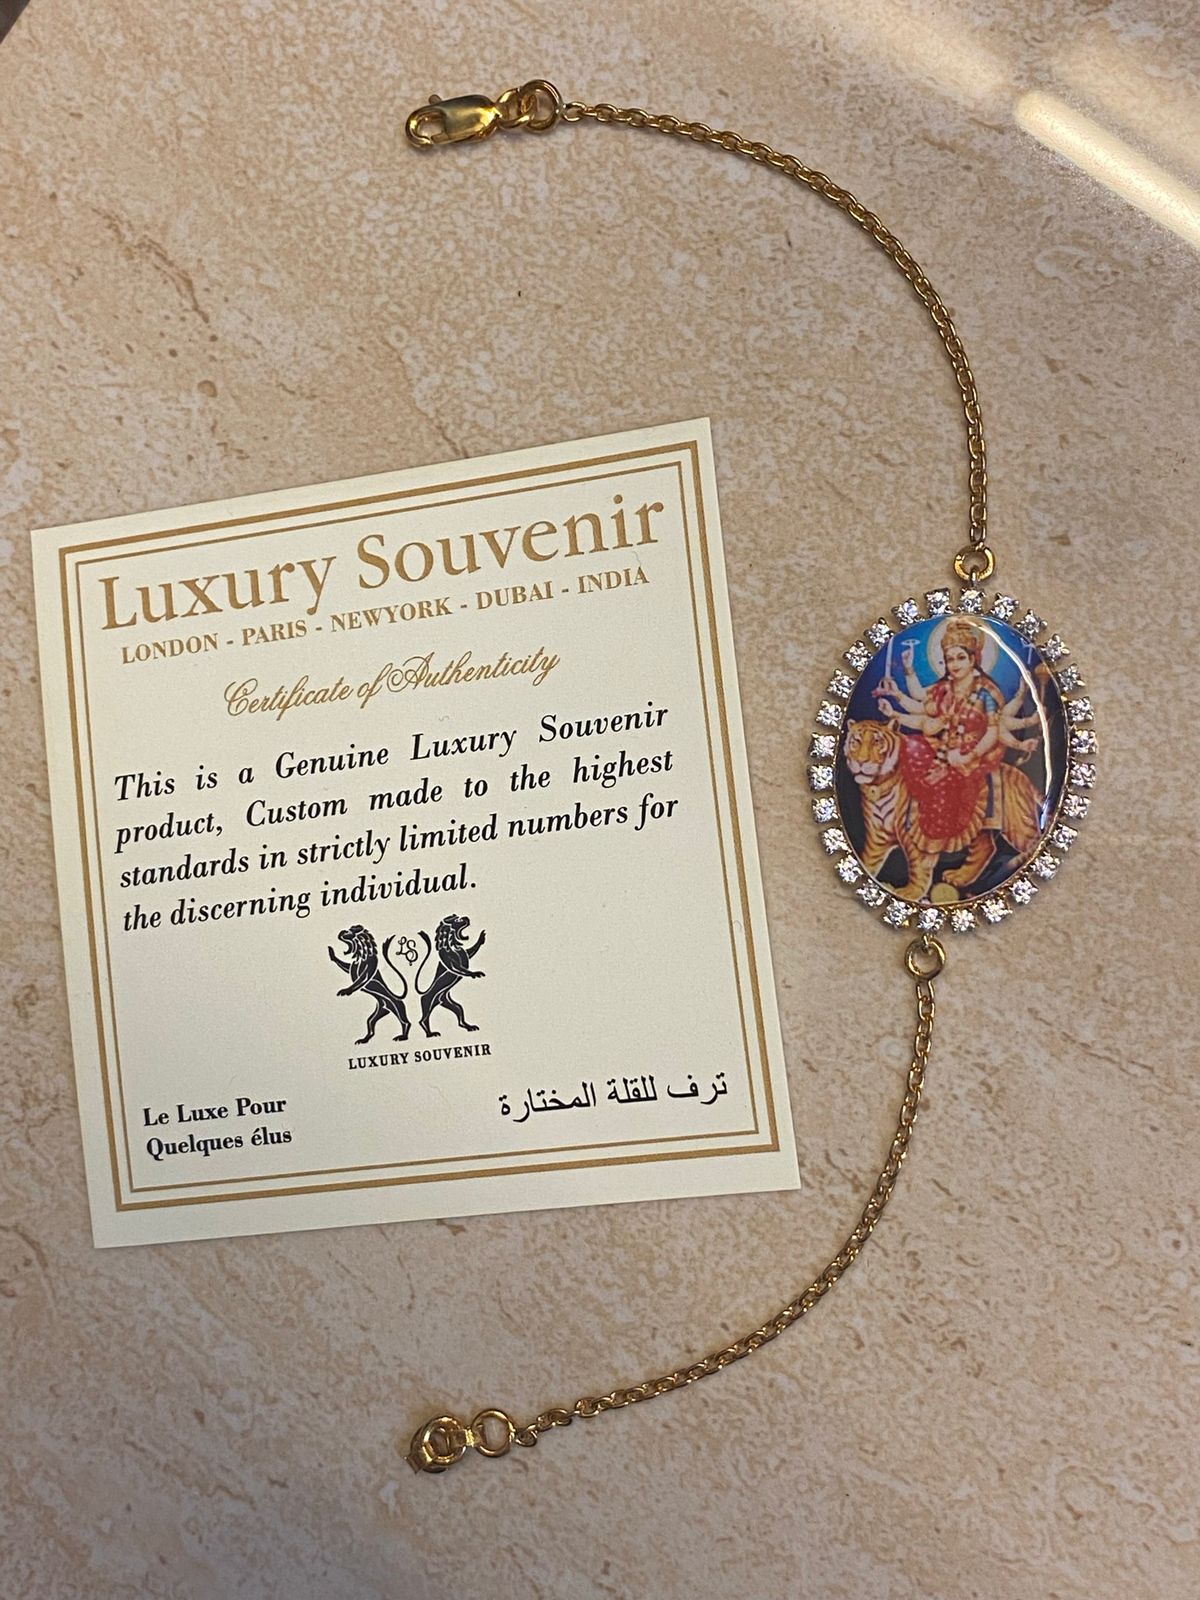 Luxury Souvenir
LONDON - PARIS - NEWYORK - DUBAI - INDIA
Certificate of Authenticity
This is a Genuine Luxury Souvenir
product, Custom made to the highest
standards in strictly limited numbers for
the discerning individual.
LS
LUXURY SOUVENIR
Le Luxe Pour
Quelques élus
ترف للقلة المختارة